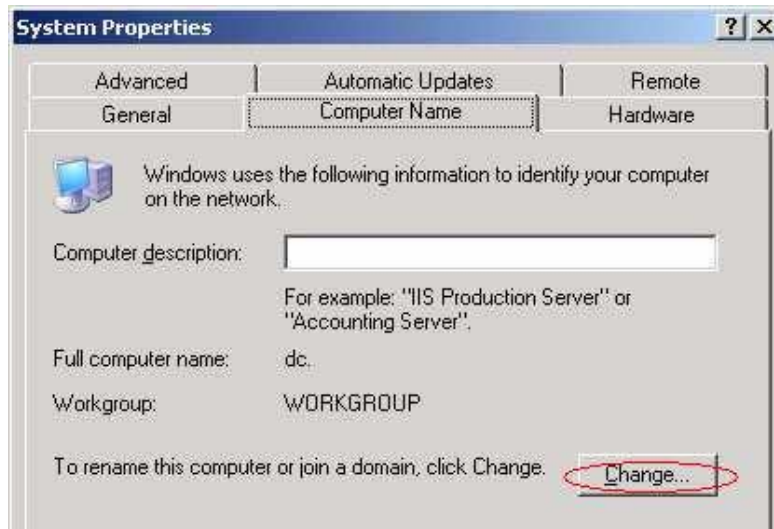 System Properties
Advanced Automatic Updates Remote
General Computer Name Hardware
Windows uses the following information to identify your computer
on the network.
Computer description:
For example: "IIS Production Server" or
"Accounting Server".
Full computer name: dc.
Workgroup: WORKGROUP
To rename this computer or join a domain, click Change. Change...